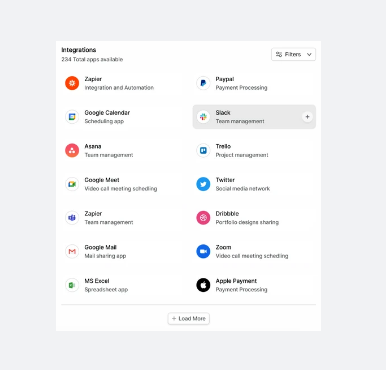 Integrations
234 Total apps available
Filters
Zapier
Integration and Automation
Paypal
Payment Processing
Google Calendar
Scheduling app
Slack
Team management
Asana
Team management
Trello
Project management
Google Meet
Video call meeting schedling
Twitter
Social media network
Zapier
Team management
Dribbble
Portfolio designs sharing
Google Mail
Mail sharing app
Zoom
Video call meeting schedling
MS Excel
Spreadsheet app
Apple Payment
Payment Processing
+ Load More